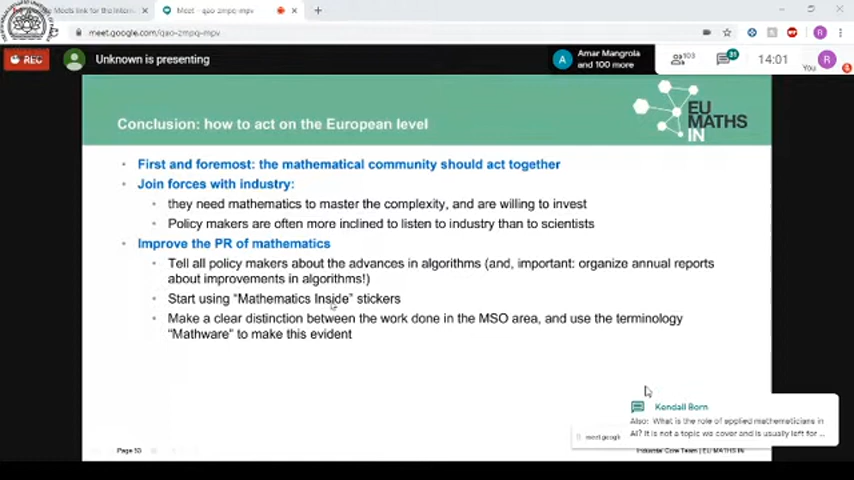 Meets link for the Intern
Meet - qao-zmpq-mpv
meet.google.com/qao-zmpq-mpv
REC
Unknown is presenting
A
Amar Mangrola
and 100 more
103
31
14:01
You
R
R
Conclusion: how to act on the European level
EU
MATHS
IN
• First and foremost: the mathematical community should act together
• Join forces with industry:
• they need mathematics to master the complexity, and are willing to invest
• Policy makers are often more inclined to listen to industry than to scientists
• Improve the PR of mathematics
• Tell all policy makers about the advances in algorithms (and, important: organize annual reports
about improvements in algorithms!)
• Start using “Mathematics Inside” stickers
• Make a clear distinction between the work done in the MSO area, and use the terminology
“Mathware” to make this evident
Kendall Born
Also: What is the role of applied mathematicians in
AI? It is not a topic we cover and is usually left for ...
meet.googl
Page 53
Industrial Core Team | EU MATHS IN